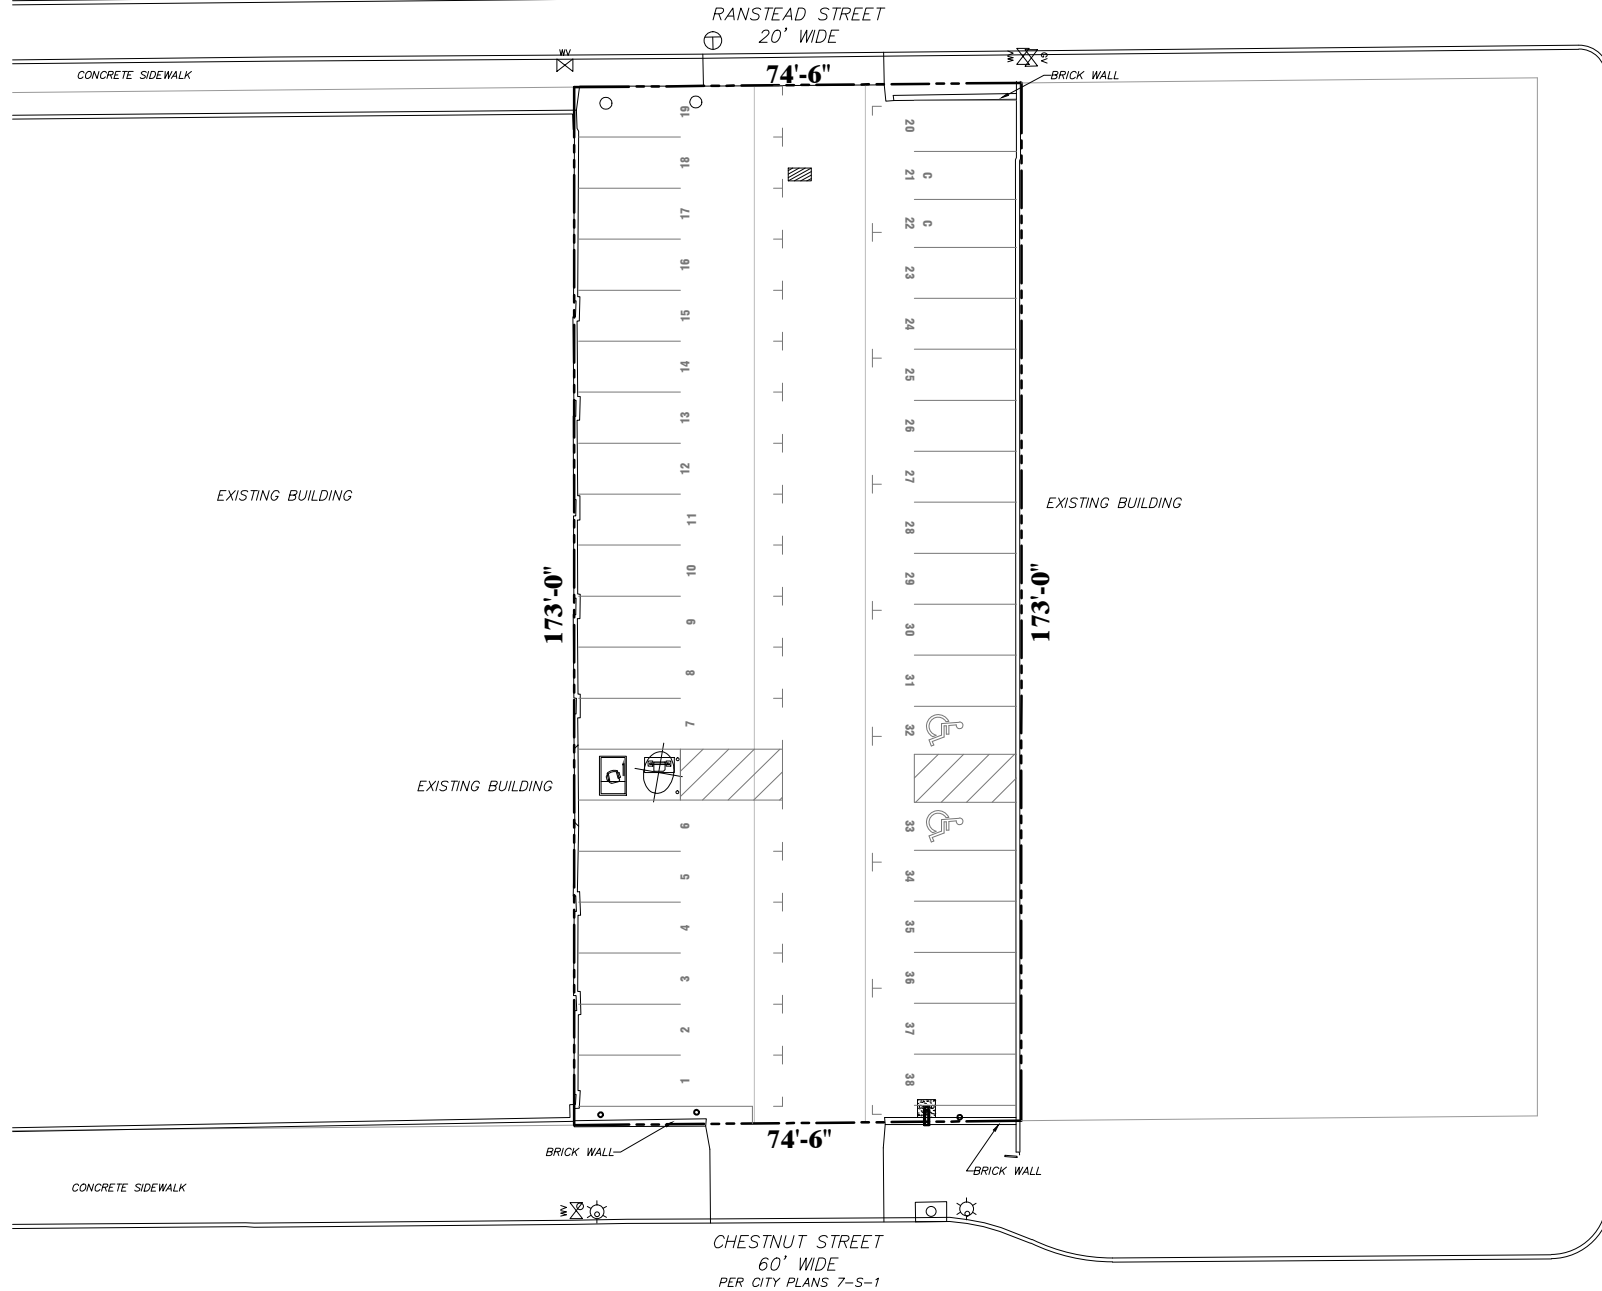 RANSTEAD STREET
20' WIDE
WV
WV
GV
CONCRETE SIDEWALK
74'-6"
BRICK WALL
19
20
18
21 C
17
22 C
16
23
15
24
14
25
13
26
12
27
EXISTING BUILDING
EXISTING BUILDING
11
28
10
29
173'-0"
173'-0"
9
30
8
31
7
32
EXISTING BUILDING
6
33
5
34
4
35
3
36
2
37
1
38
74'-6"
BRICK WALL
BRICK WALL
CONCRETE SIDEWALK
WV
CHESTNUT STREET
60' WIDE
PER CITY PLANS 7-S-1